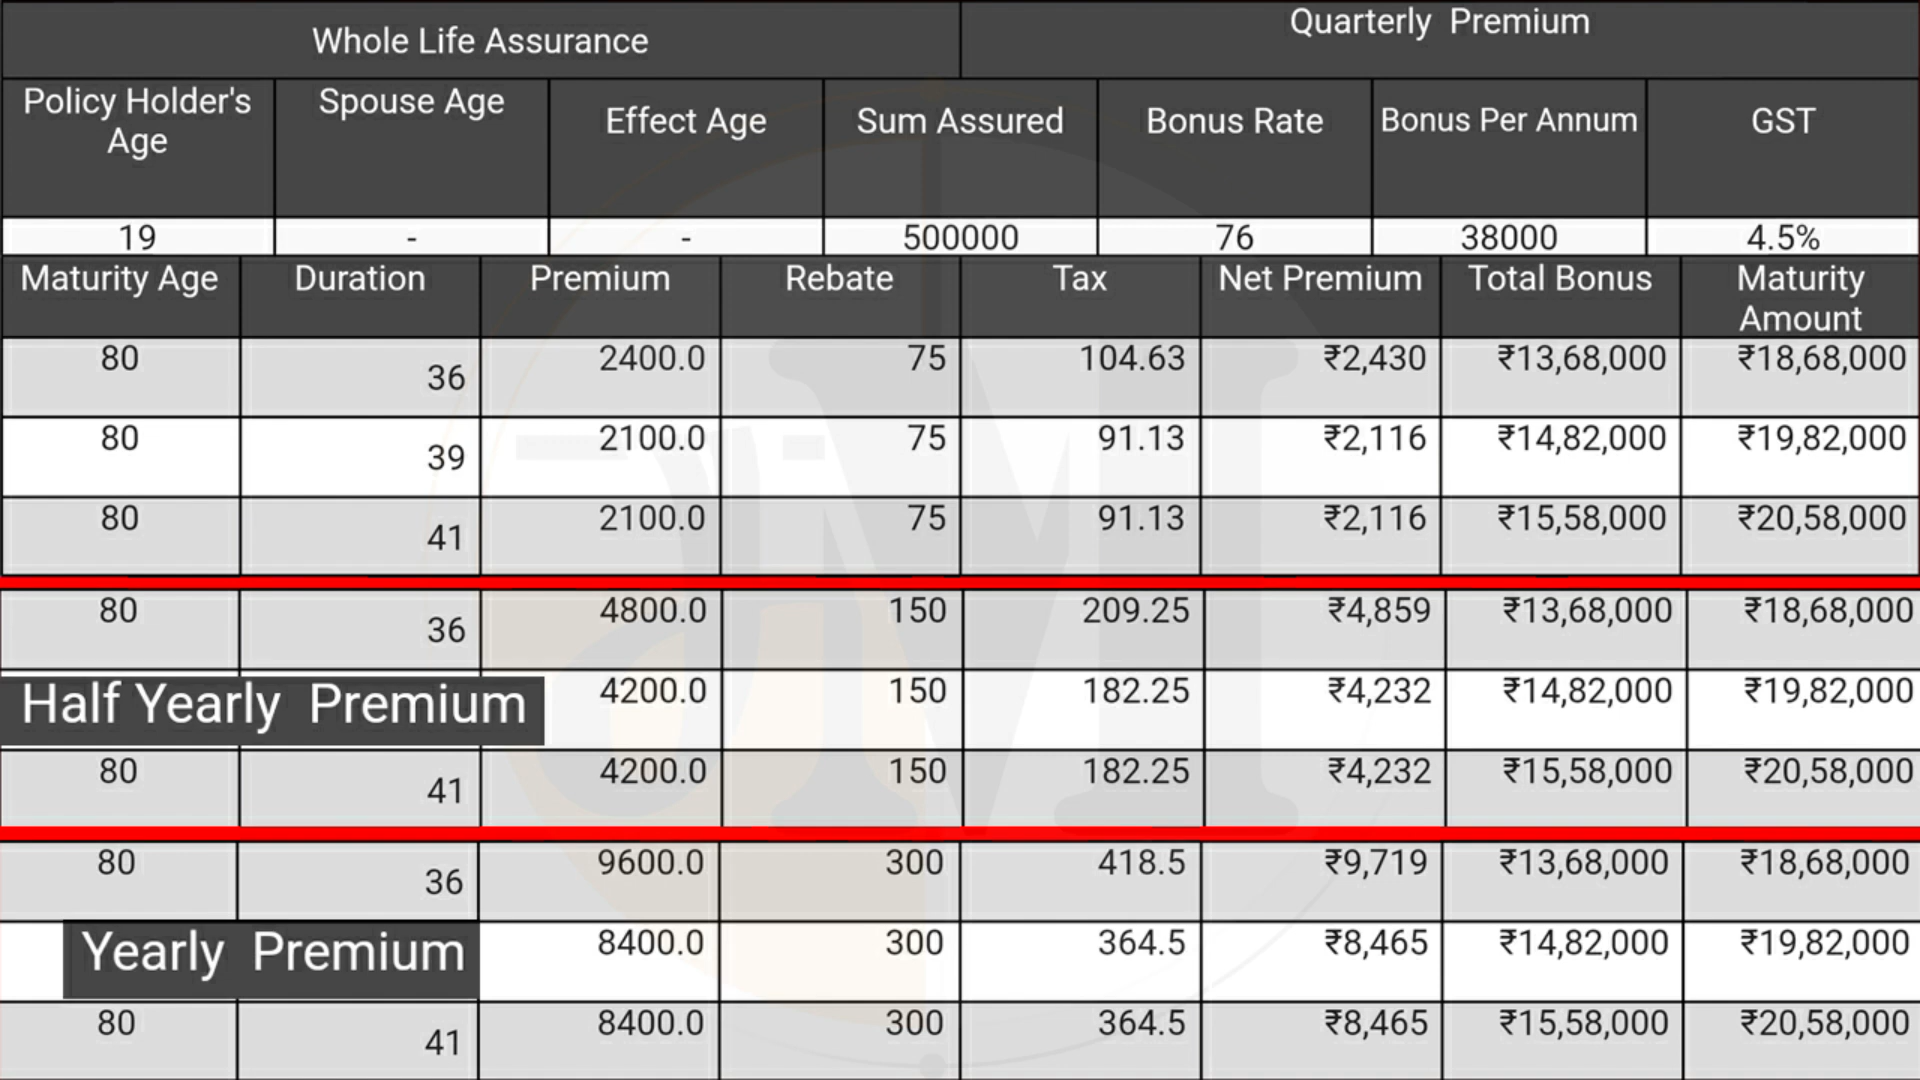 Whole Life Assurance Quarterly Premium
Policy Holder's Age Spouse Age Effect Age Sum Assured Bonus Rate Bonus Per Annum GST
19 - - 500000 76 38000 4.5%
Maturity Age Duration Premium Rebate Tax Net Premium Total Bonus Maturity Amount
80 36 2400.0 75 104.63 ₹2,430 ₹13,68,000 ₹18,68,000
80 39 2100.0 75 91.13 ₹2,116 ₹14,82,000 ₹19,82,000
80 41 2100.0 75 91.13 ₹2,116 ₹15,58,000 ₹20,58,000
80 36 4800.0 150 209.25 ₹4,859 ₹13,68,000 ₹18,68,000
Half Yearly Premium 4200.0 150 182.25 ₹4,232 ₹14,82,000 ₹19,82,000
80 41 4200.0 150 182.25 ₹4,232 ₹15,58,000 ₹20,58,000
80 36 9600.0 300 418.5 ₹9,719 ₹13,68,000 ₹18,68,000
Yearly Premium 8400.0 300 364.5 ₹8,465 ₹14,82,000 ₹19,82,000
80 41 8400.0 300 364.5 ₹8,465 ₹15,58,000 ₹20,58,000